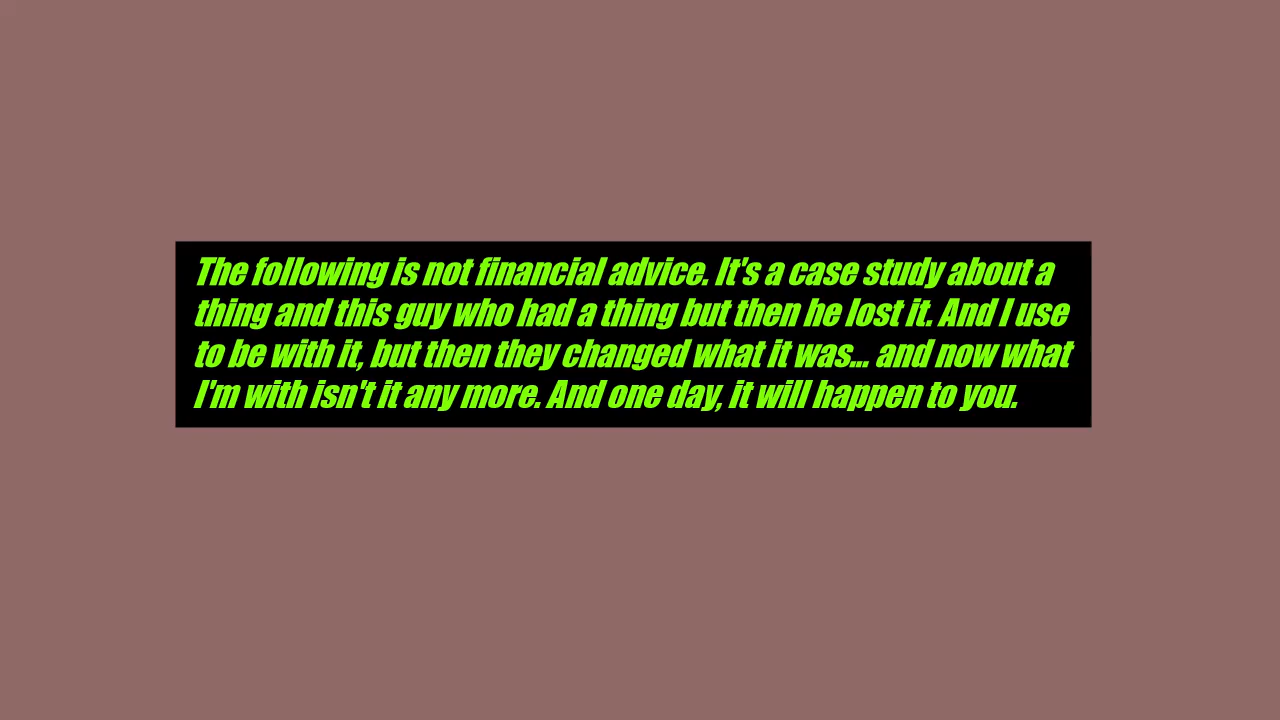 The following is not financial advice. It's a case study about a
thing and this guy who had a thing but then he lost it. And I use
to be with it, but then they changed what it was... and now what
I'm with isn't it any more. And one day, it will happen to you.